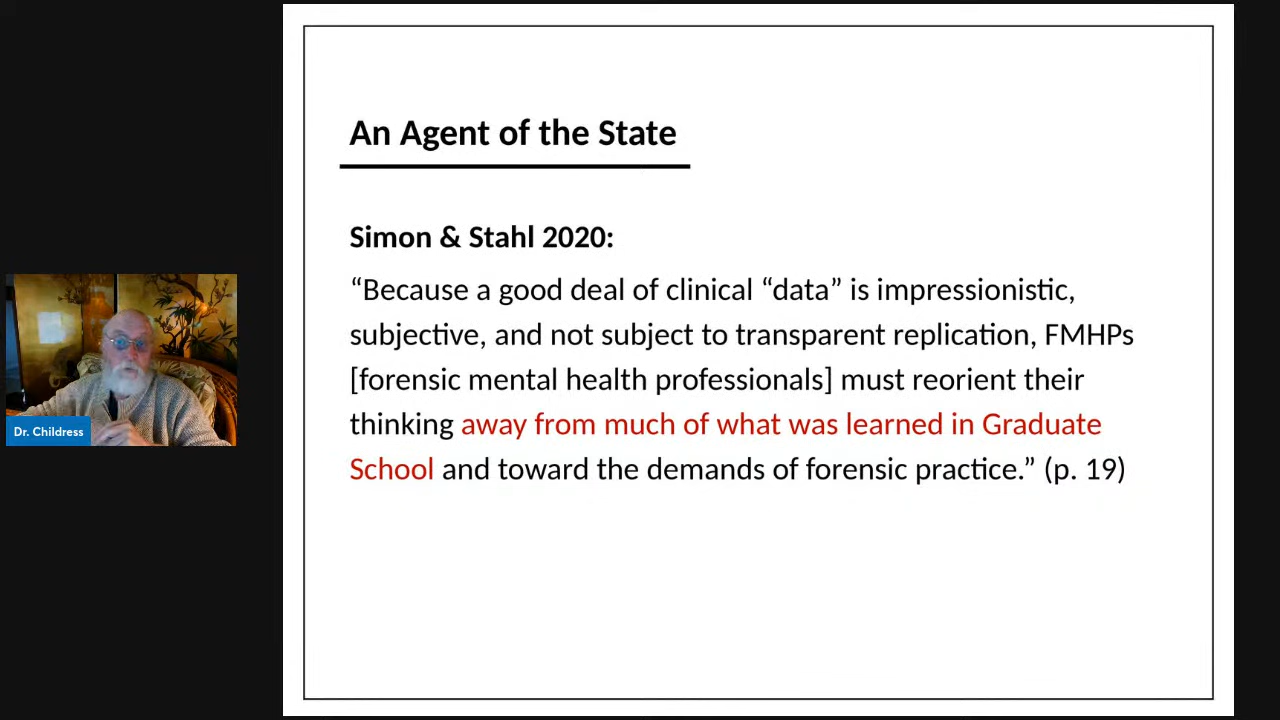 An Agent of the State
Simon & Stahl 2020:
“Because a good deal of clinical “data” is impressionistic,
subjective, and not subject to transparent replication, FMHPs
[forensic mental health professionals] must reorient their
thinking away from much of what was learned in Graduate
School and toward the demands of forensic practice.” (p. 19)
Dr. Childress